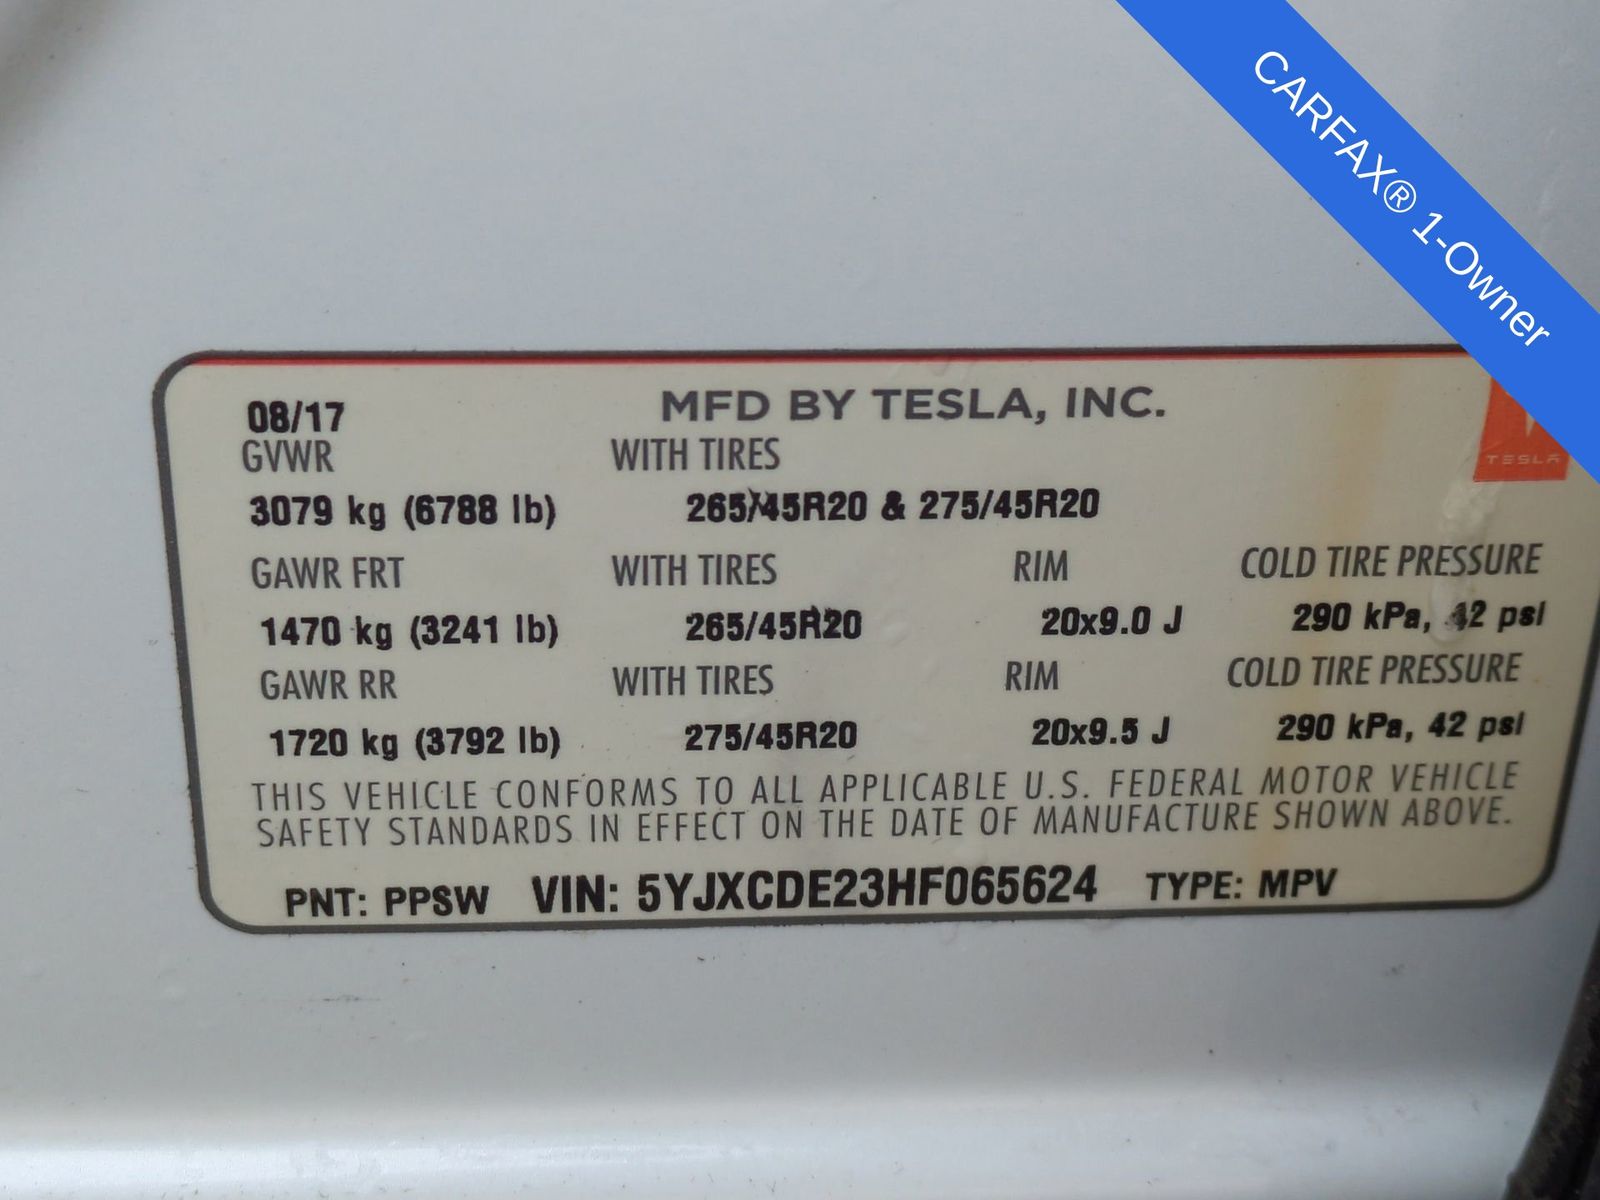 CARFAX® 1-Owner
08/17 MFD BY TESLA, INC.
GVWR WITH TIRES
3079 kg (6788 lb) 265/45R20 & 275/45R20
GAWR FRT WITH TIRES RIM COLD TIRE PRESSURE
1470 kg (3241 lb) 265/45R20 20x9.0 J 290 kPa, 42 psi
GAWR RR WITH TIRES RIM COLD TIRE PRESSURE
1720 kg (3792 lb) 275/45R20 20x9.5 J 290 kPa, 42 psi
THIS VEHICLE CONFORMS TO ALL APPLICABLE U.S. FEDERAL MOTOR VEHICLE
SAFETY STANDARDS IN EFFECT ON THE DATE OF MANUFACTURE SHOWN ABOVE.
PNT: PPSW VIN: 5YJXCDE23HF065624 TYPE: MPV
TESLA